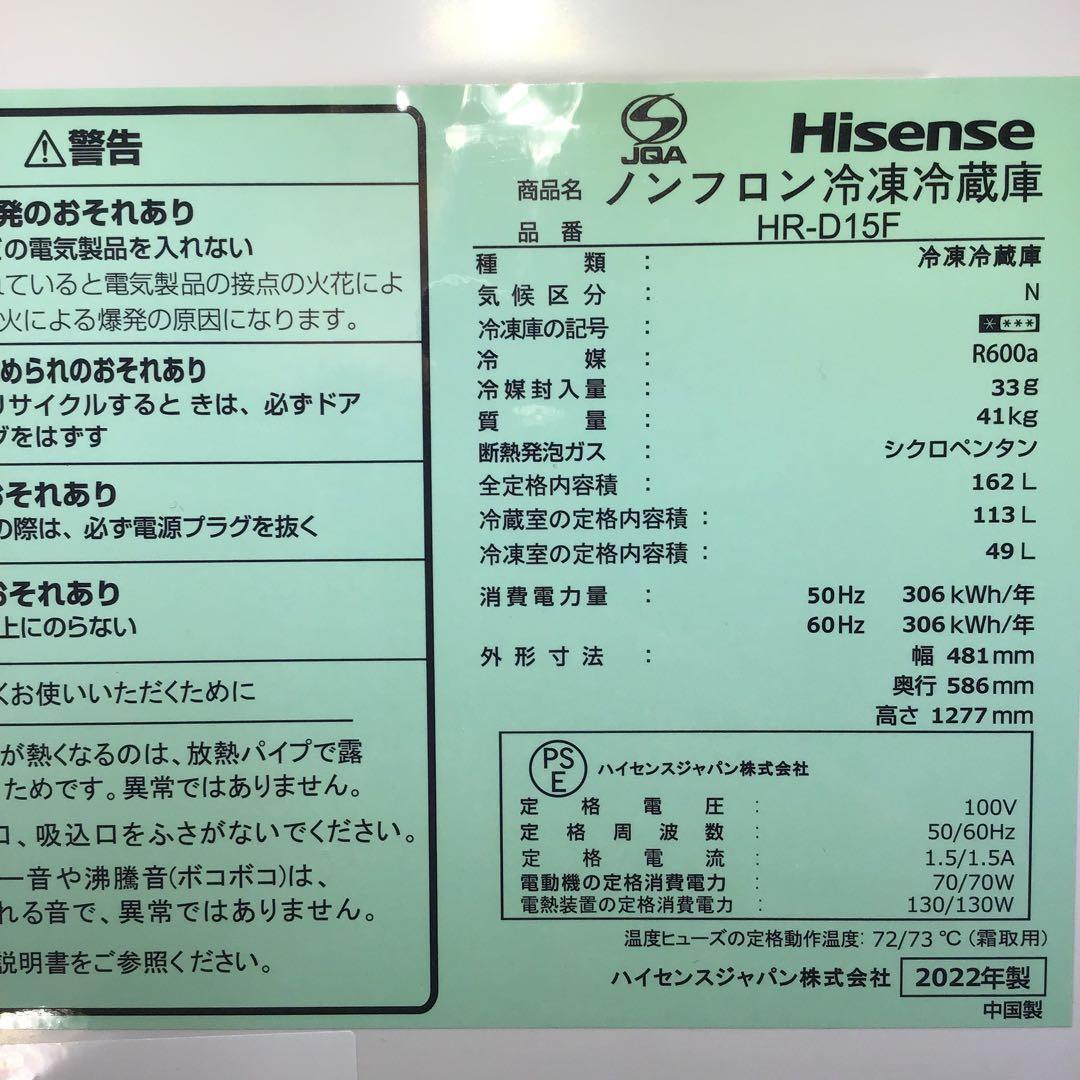 ⚠警告
発のおそれあり
の電気製品を入れない
ていると電気製品の接点の火花によ
火による爆発の原因になります。
められのおそれあり
リサイクルすると きは、必ずドア
グをはずす
おそれあり
の際は、必ず電源プラグを抜く
おそれあり
上にのらない
くお使いいただくために
が熱くなるのは、放熱パイプで露
ためです。異常ではありません。
口、吸込口をふさがないでください。
ー音や沸騰音(ボコボコ)は、
れる音で、異常ではありません。
説明書をご参照ください。
JQA
Hisense
商品名 ノンフロン冷凍冷蔵庫
品番 HR-D15F
種類 : 冷凍冷蔵庫
気候区分 : N
冷凍庫の記号 : * ***
冷媒 : R600a
冷媒封入量 : 33g
質量 : 41kg
断熱発泡ガス : シクロペンタン
全定格内容積 : 162 L
冷蔵室の定格内容積 : 113 L
冷凍室の定格内容積 : 49 L
消費電力量 : 50Hz 306 kWh/年
60Hz 306 kWh/年
外形寸法 : 幅 481mm
奥行 586mm
高さ 1277mm
PSE ハイセンスジャパン株式会社
定格電圧 : 100V
定格周波数 : 50/60Hz
定格電流 : 1.5/1.5A
電動機の定格消費電力 : 70/70W
電熱装置の定格消費電力 : 130/130W
温度ヒューズの定格動作温度: 72/73 ℃ (霜取用)
ハイセンスジャパン株式会社 2022年製
中国製